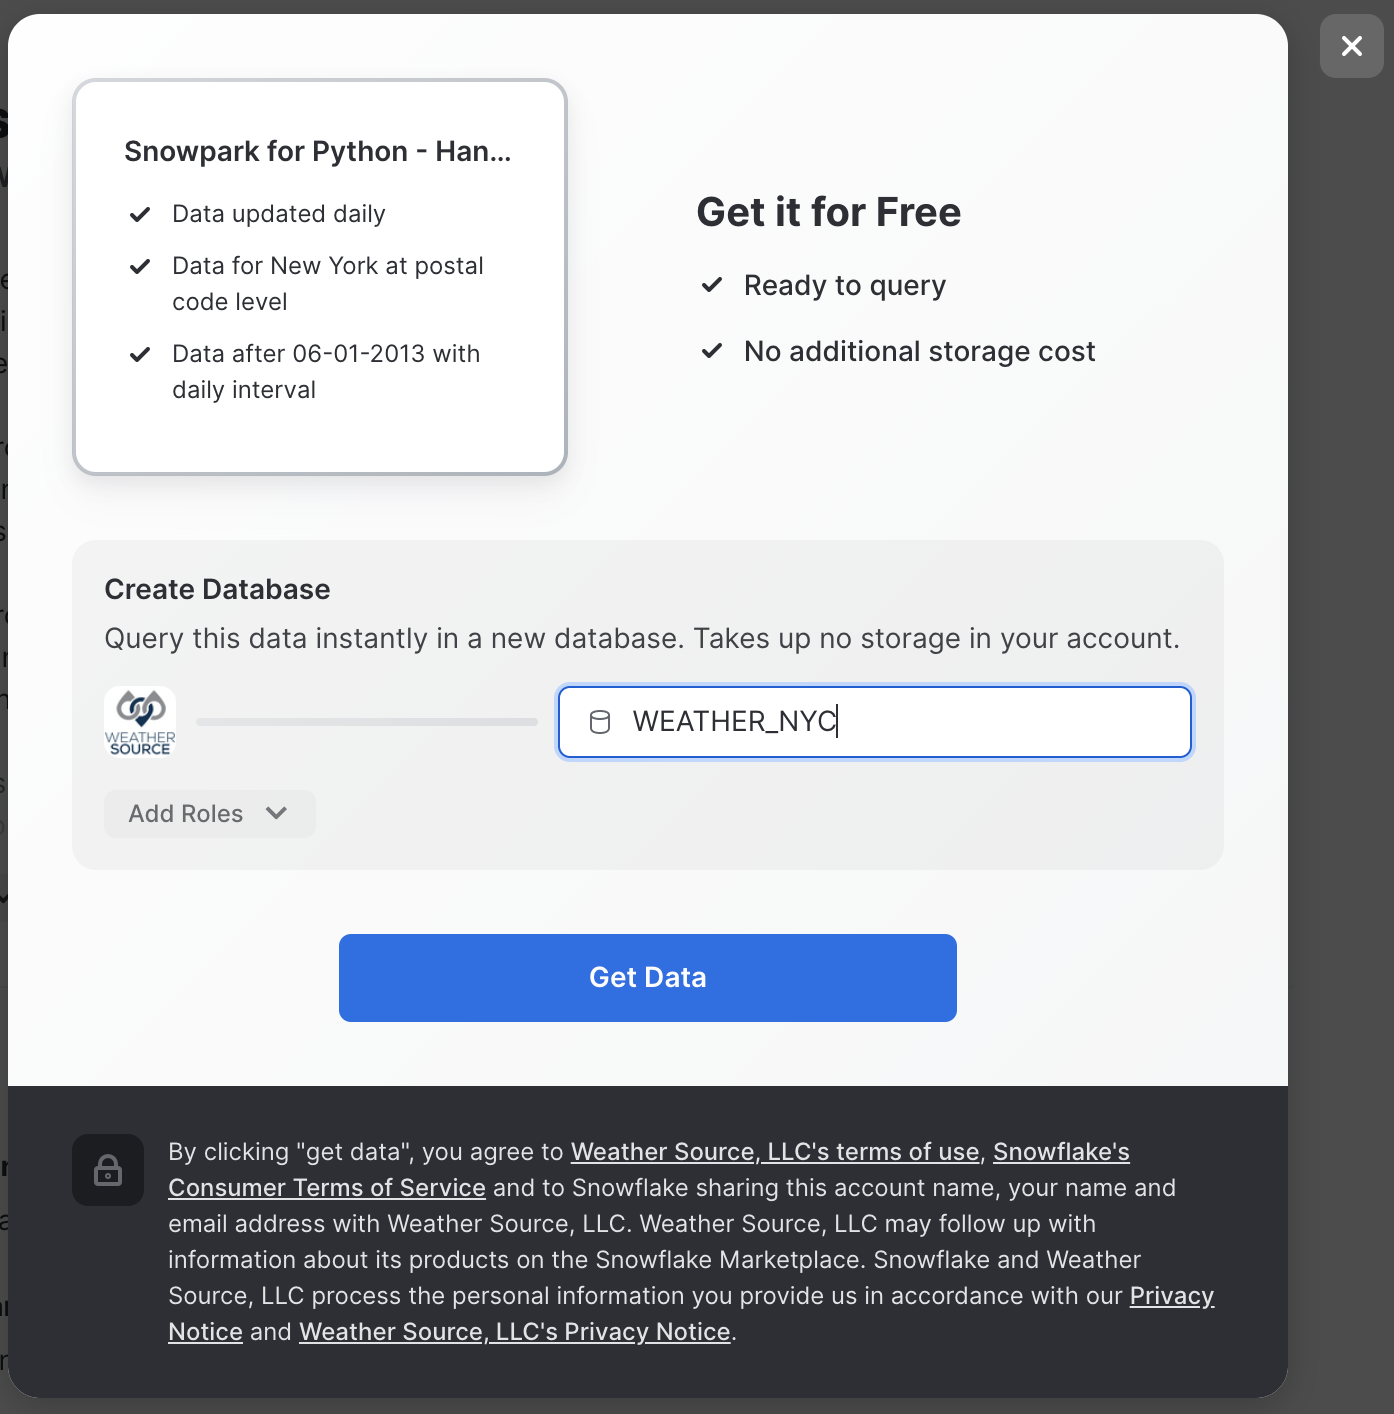 Snowpark for Python - Han...
Data updated daily
Data for New York at postal
code level
Data after 06-01-2013 with
daily interval
Get it for Free
Ready to query
No additional storage cost
Create Database
Query this data instantly in a new database. Takes up no storage in your account.
WEATHER
SOURCE
WEATHER_NYC
Add Roles
Get Data
By clicking "get data", you agree to Weather Source, LLC's terms of use, Snowflake's
Consumer Terms of Service and to Snowflake sharing this account name, your name and
email address with Weather Source, LLC. Weather Source, LLC may follow up with
information about its products on the Snowflake Marketplace. Snowflake and Weather
Source, LLC process the personal information you provide us in accordance with our Privacy
Notice and Weather Source, LLC's Privacy Notice.